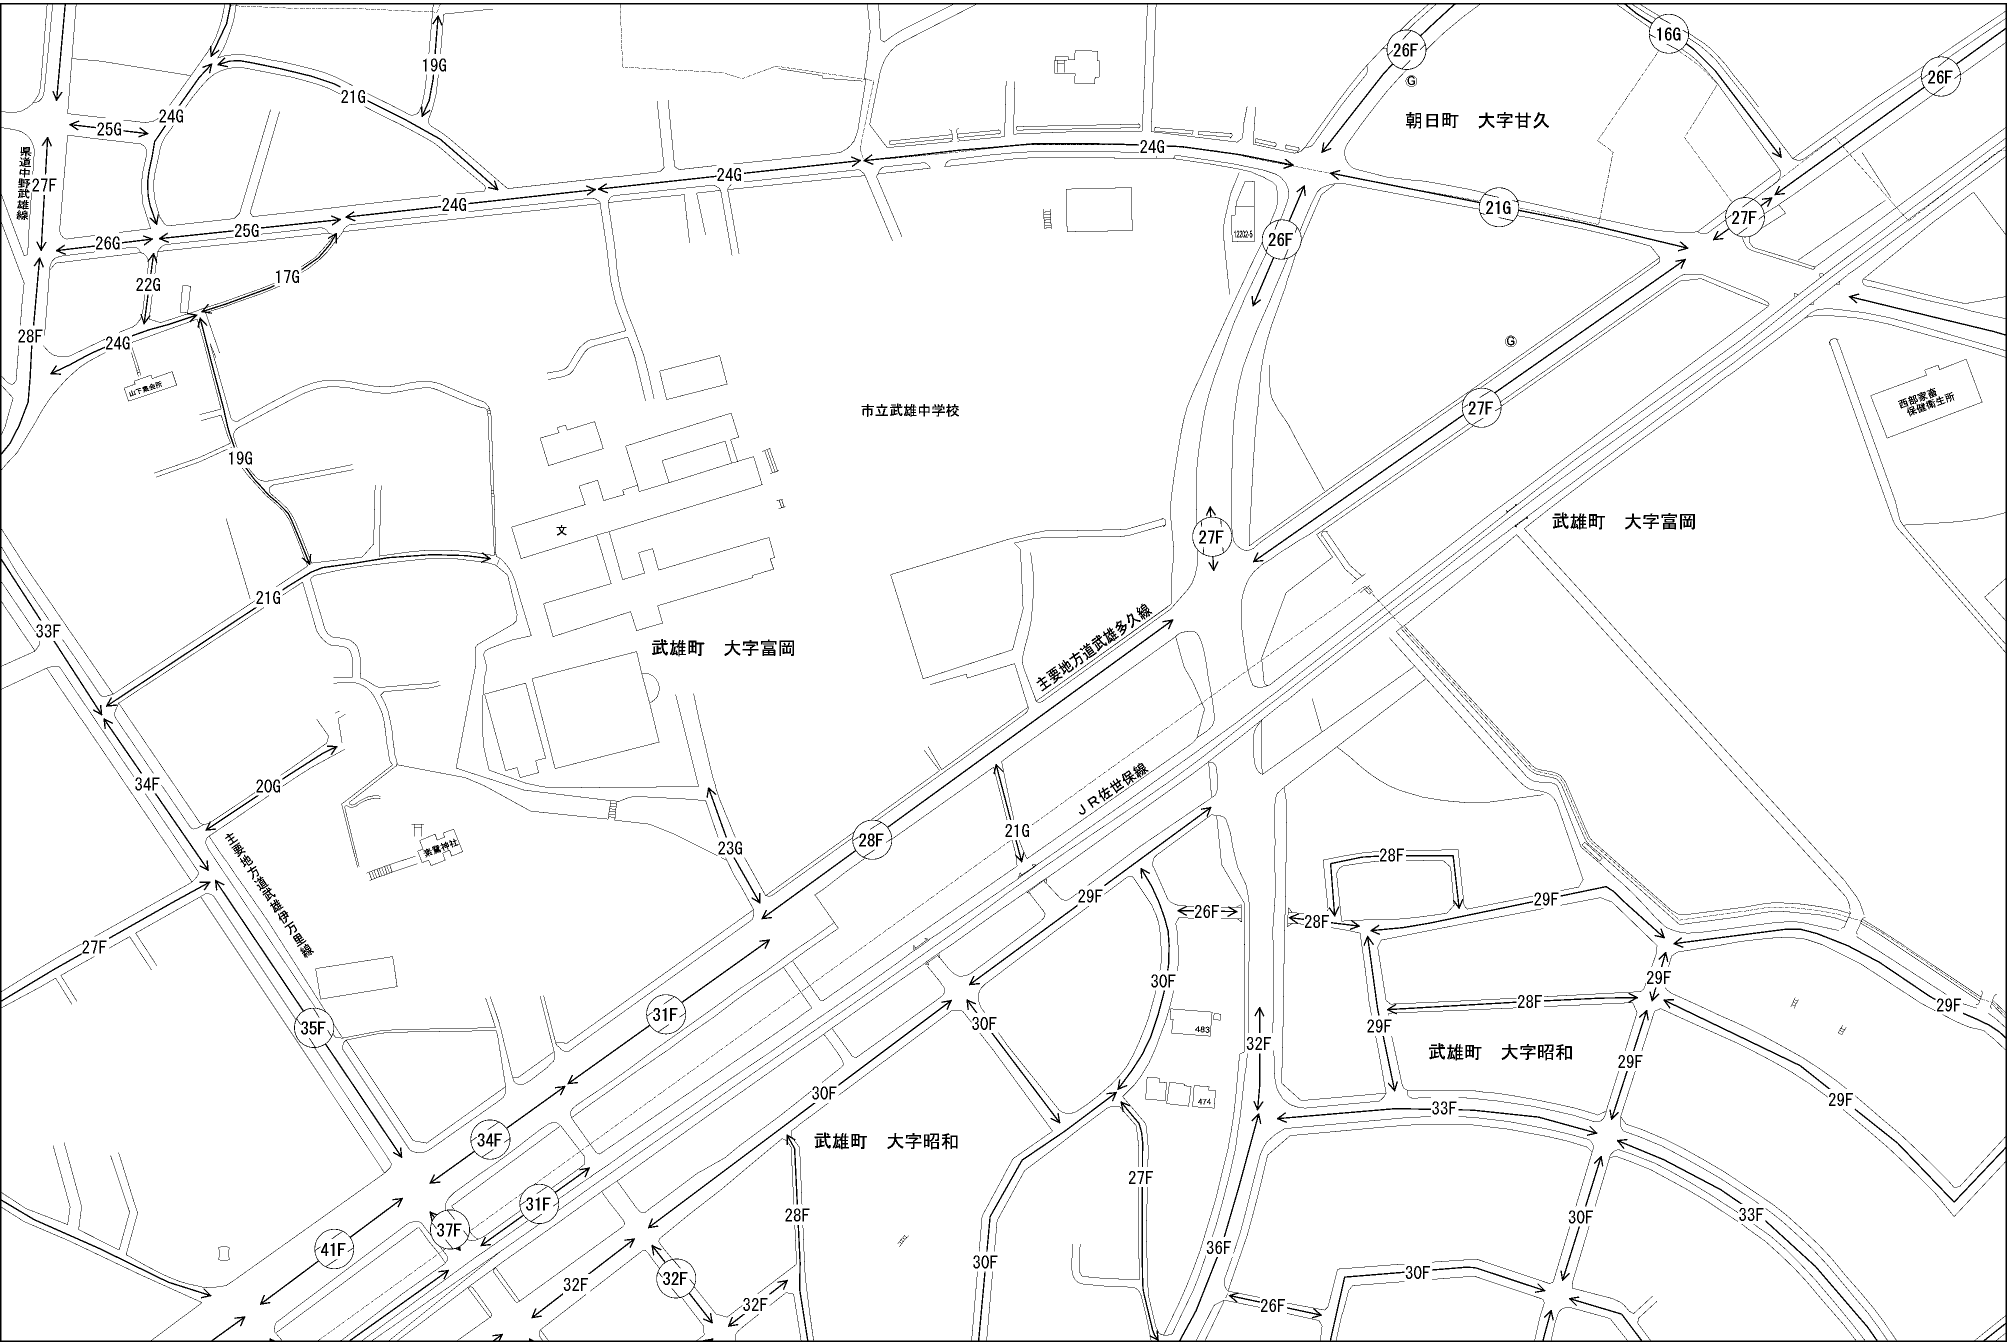 26F
16G
26F
19G
21G
24G
25G
G
朝日町　大字甘久
県道中野武雄線
27F
24G
24G
24G
25G
26G
21G
27F
26F
12202-5
22G
17G
28F
24G
G
山下集会所
27F
西部家畜
保健衛生所
市立武雄中学校
19G
文
武雄町　大字富岡
27F
21G
33F
武雄町　大字富岡
主要地方道武雄多久線
34F
20G
ＪＲ佐世保線
21G
28F
23G
主要地方道武雄伊万里線
28F
29F
29F
26F
28F
27F
30F
29F
28F
29F
483
31F
30F
35F
29F
32F
武雄町　大字昭和
29F
30F
29F
474
33F
34F
武雄町　大字昭和
27F
31F
28F
30F
33F
37F
41F
36F
30F
30F
32F
32F
32F
26F